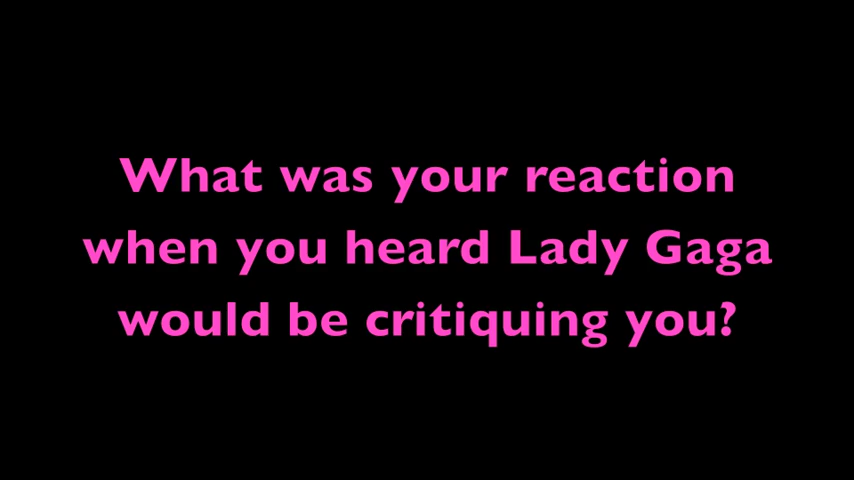 What was your reaction
when you heard Lady Gaga
would be critiquing you?